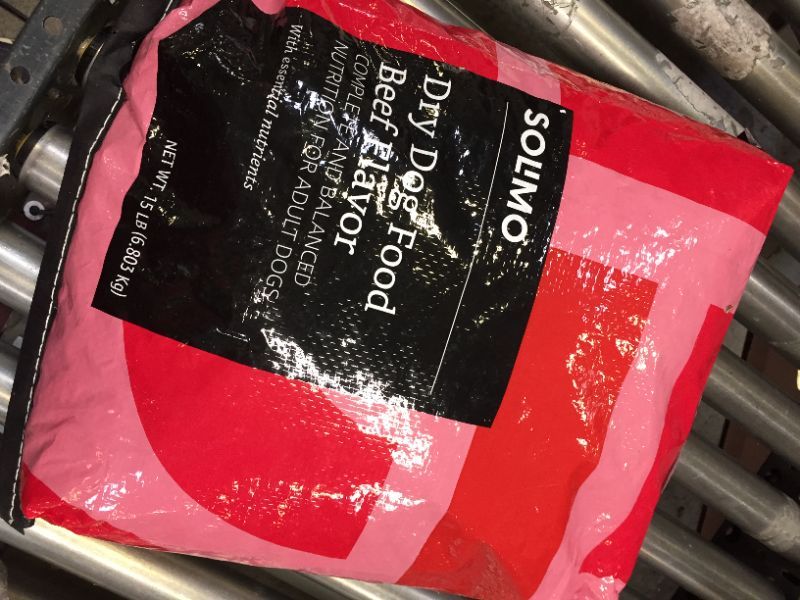 SOLIMO
Dry Dog Food
Beef Flavor
COMPLETE AND BALANCED
NUTRITION FOR ADULT DOGS
With essential nutrients
NET WT. 15 LB (6.803 Kg)